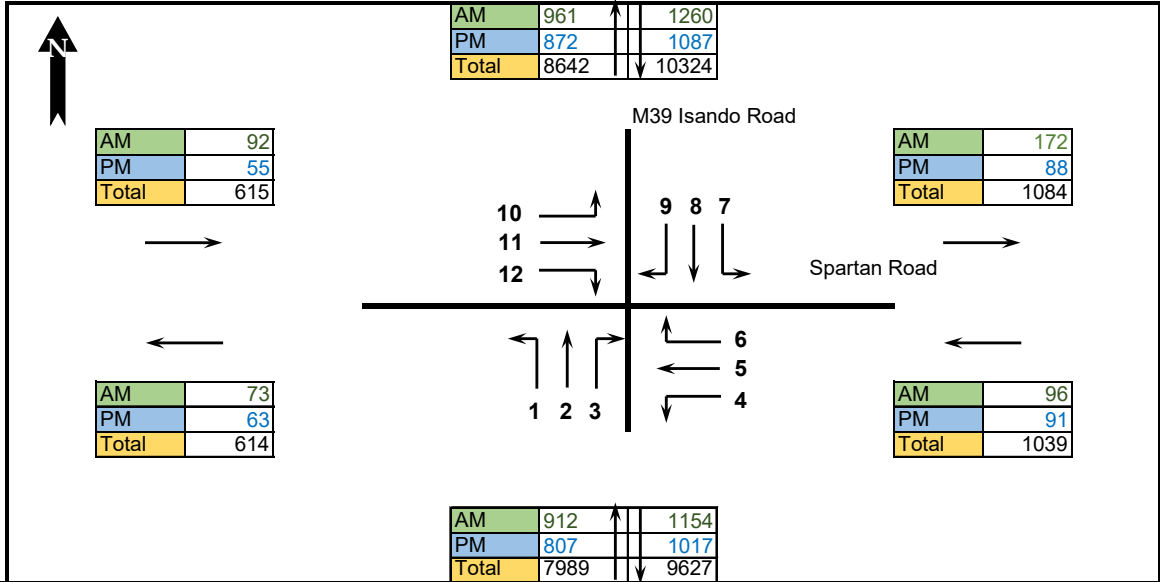 AM 961 1260
PM 872 1087
Total 8642 10324
N
M39 Isando Road
AM 92
PM 55
Total 615
AM 172
PM 88
Total 1084
10
11
12
9 8 7
Spartan Road
6
5
4
1 2 3
AM 73
PM 63
Total 614
AM 96
PM 91
Total 1039
AM 912 1154
PM 807 1017
Total 7989 9627